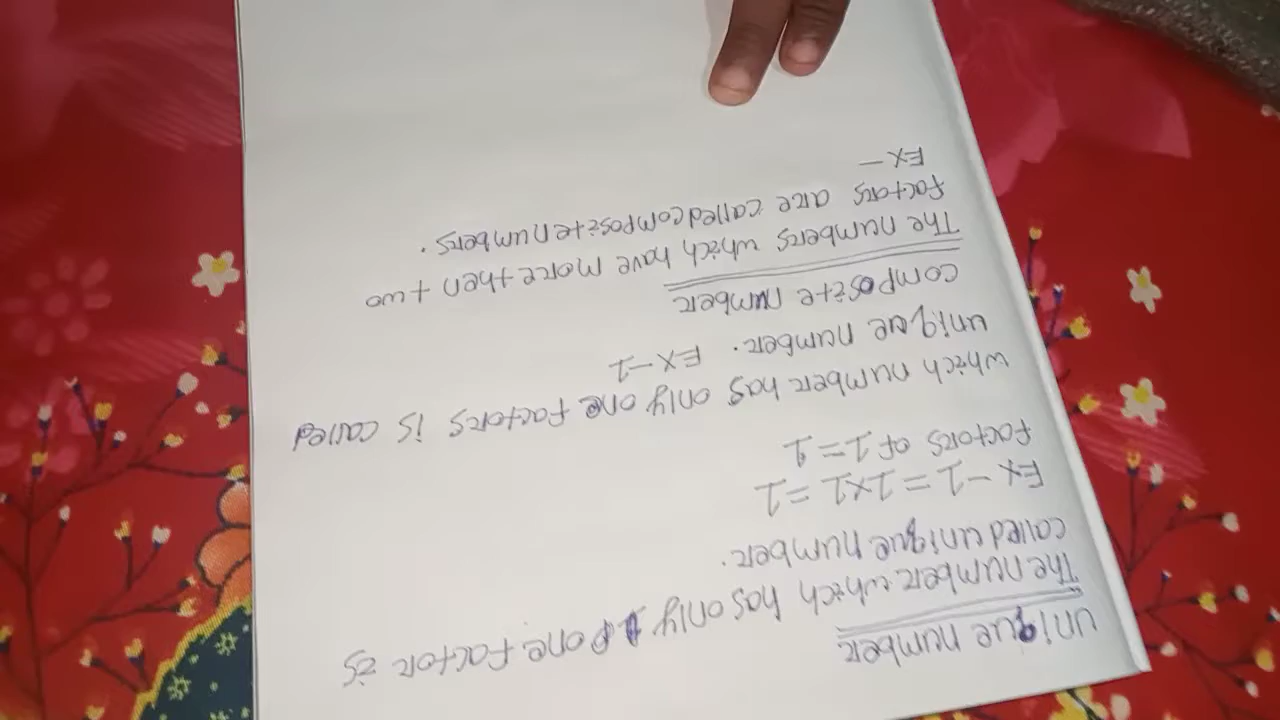 unique number
The number which has only one factor is
called unique number.
Ex - 1 = 1x1 = 1
factors of 1 = 1
which number has only one factors is called
unique number. Ex - 1
composite number
The numbers which have more then two
factors are called composite numbers.
Ex -